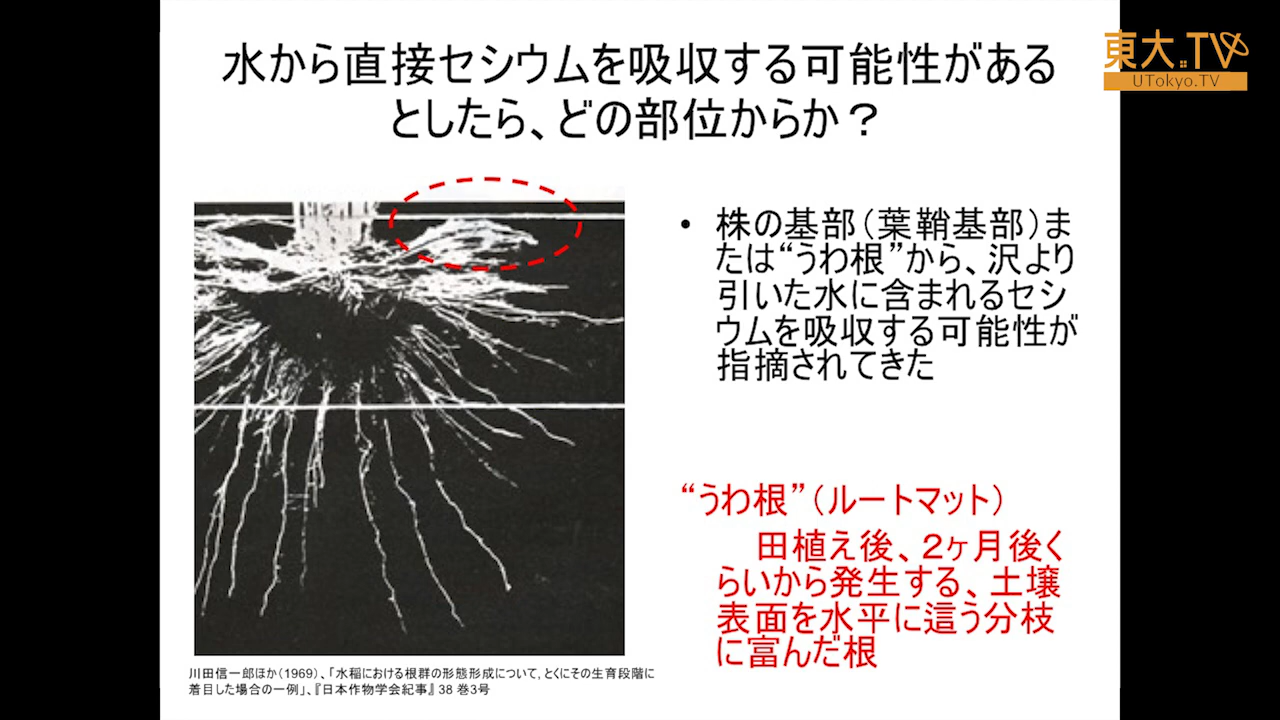 水から直接セシウムを吸収する可能性がある
としたら、どの部位からか？
東大.TV
UTokyo.TV
・株の基部（葉鞘基部）ま
たは“うわ根”から、沢より
引いた水に含まれるセシ
ウムを吸収する可能性が
指摘されてきた
“うわ根”（ルートマット）
田植え後、２ヶ月後く
らいから発生する、土壌
表面を水平に這う分枝
に富んだ根
川田信一郎ほか（1969）、「水稲における根群の形態形成について, とくにその生育段階に
着目した場合の一例」、『日本作物学会紀事』 38 巻3号